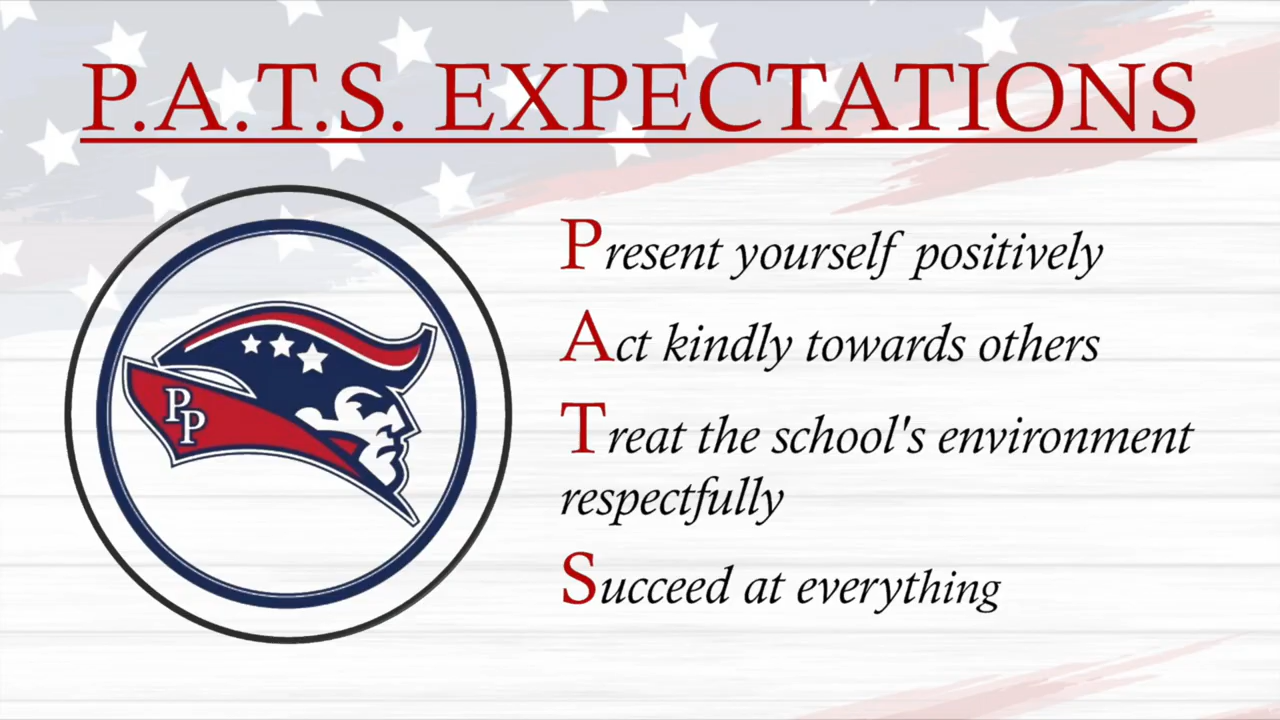 P.A.T.S. EXPECTATIONS
Present yourself positively
Act kindly towards others
Treat the school's environment
respectfully
Succeed at everything
PP